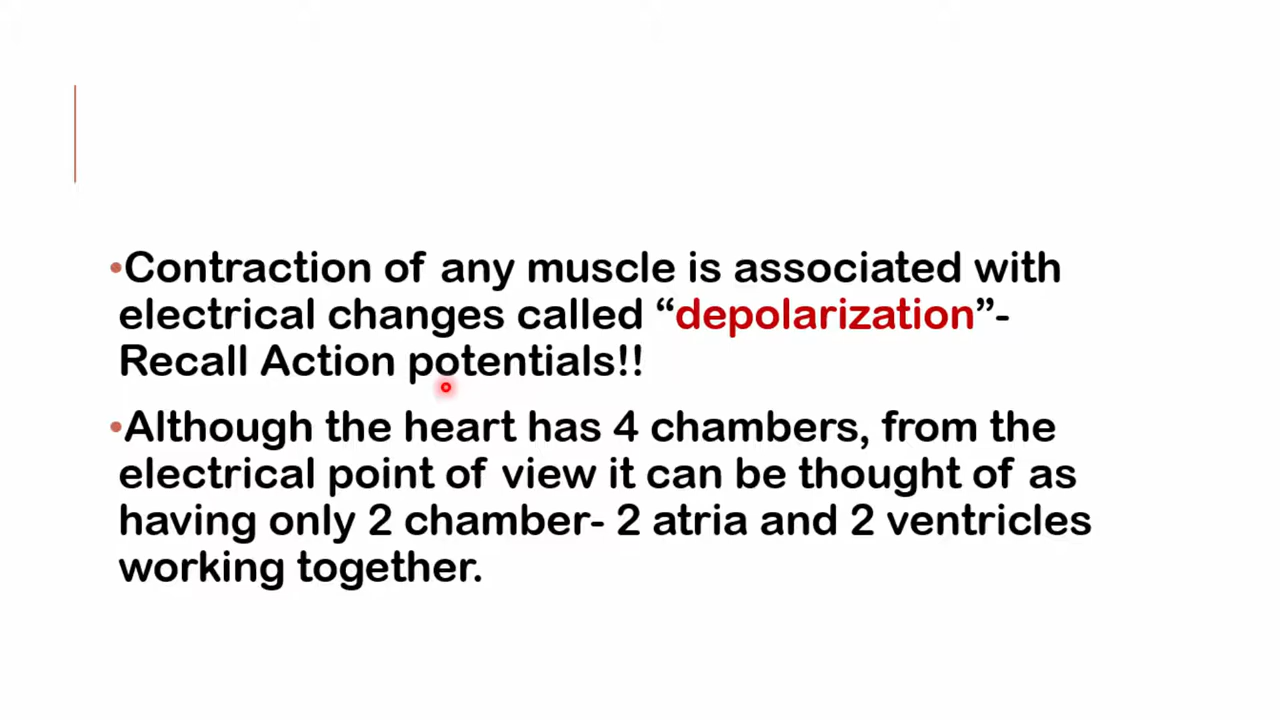 •Contraction of any muscle is associated with
electrical changes called “depolarization”-
Recall Action potentials!!
•Although the heart has 4 chambers, from the
electrical point of view it can be thought of as
having only 2 chamber- 2 atria and 2 ventricles
working together.